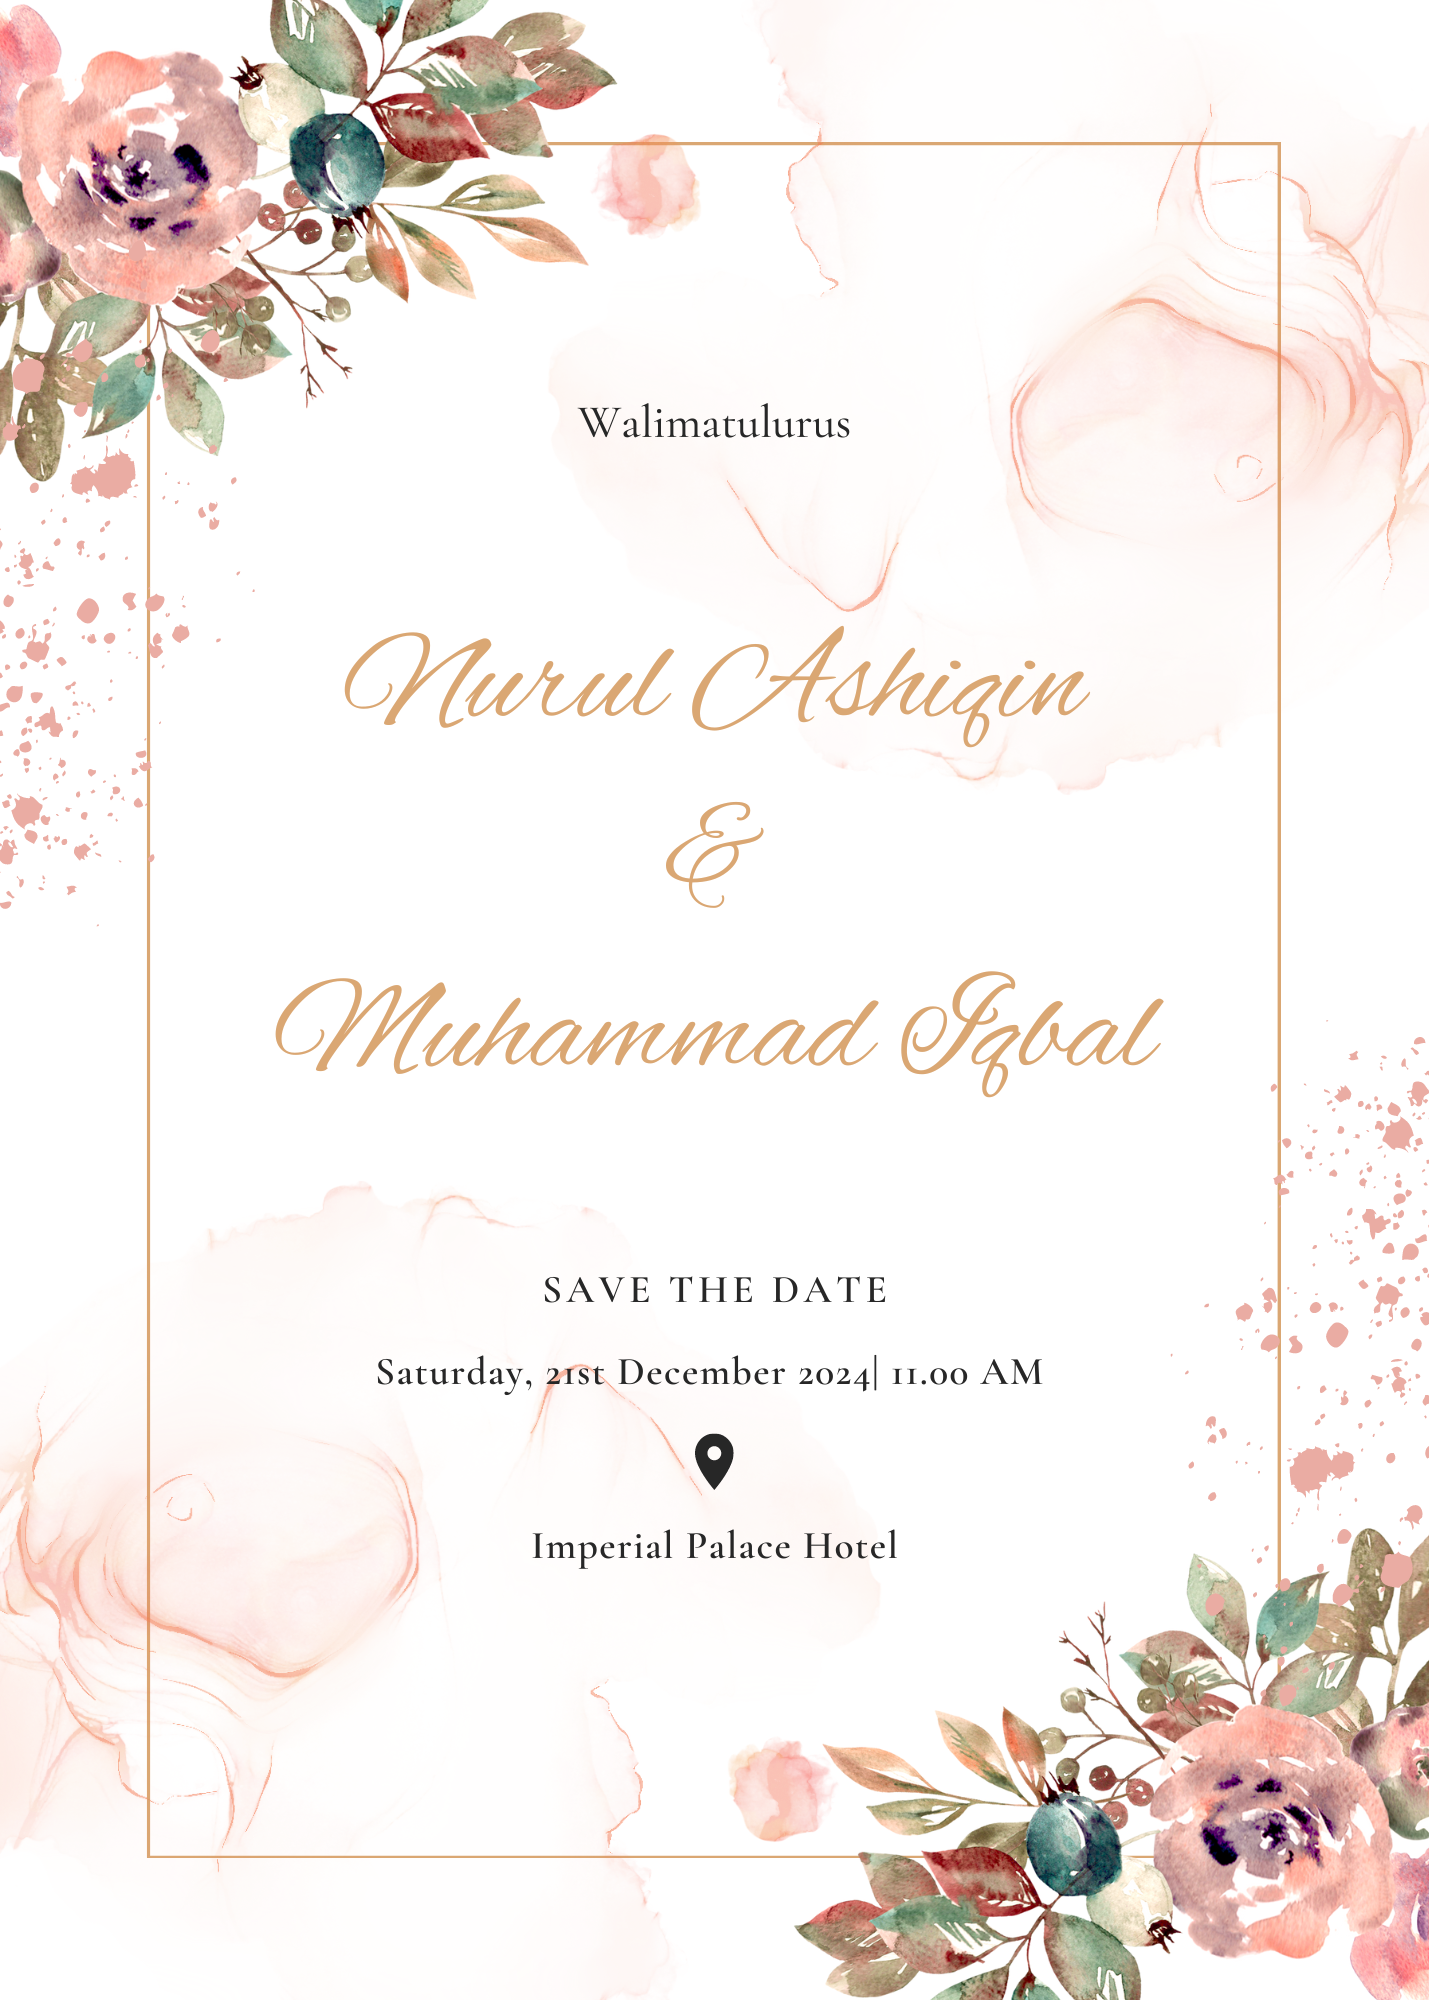 Walimatulurus
Nurul Ashiqin
&
Muhammad Iqbal
SAVE THE DATE
Saturday, 21st December 2024| 11.00 AM
Imperial Palace Hotel